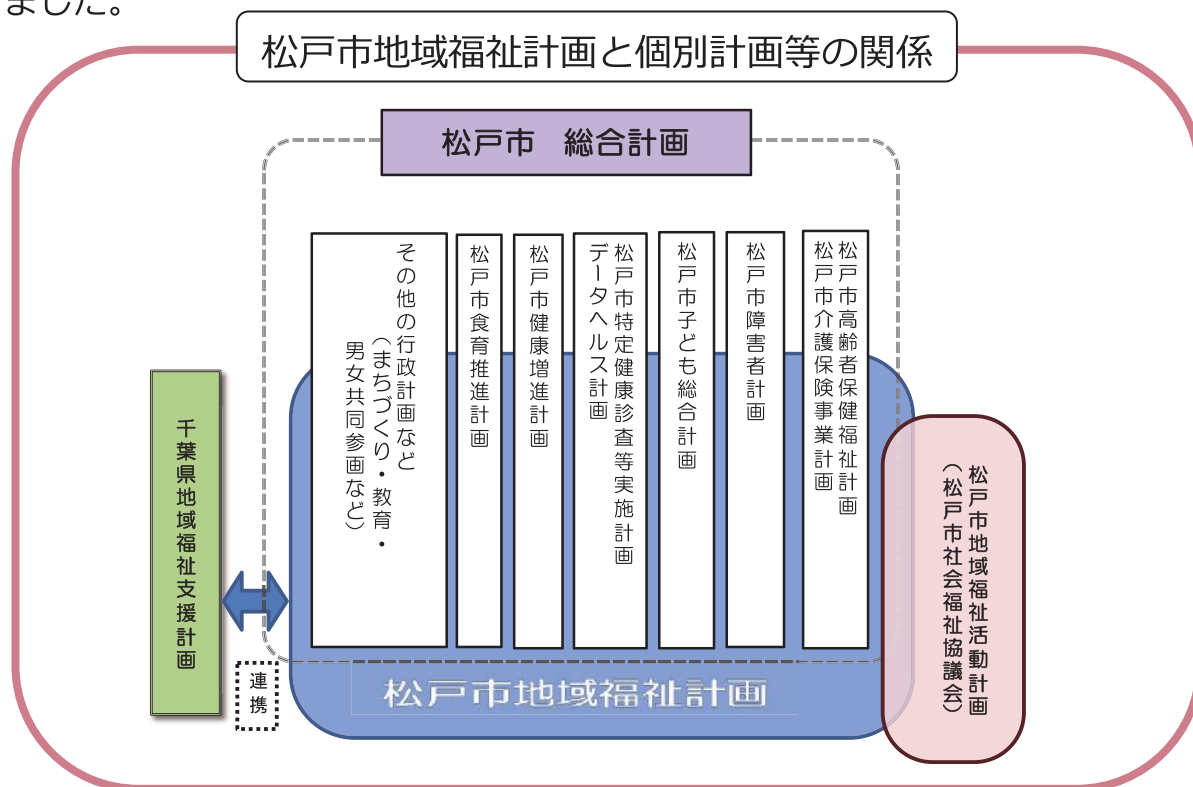 ました。
松戸市地域福祉計画と個別計画等の関係
松戸市 総合計画
松戸市高齢者保健福祉計画
松戸市介護保険事業計画
松戸市障害者計画
松戸市子ども総合計画
松戸市特定健康診査等実施計画
データヘルス計画
松戸市健康増進計画
松戸市食育推進計画
その他の行政計画など
（まちづくり・教育・
男女共同参画など）
千葉県地域福祉支援計画
連携
松戸市地域福祉計画
松戸市地域福祉活動計画
（松戸市社会福祉協議会）